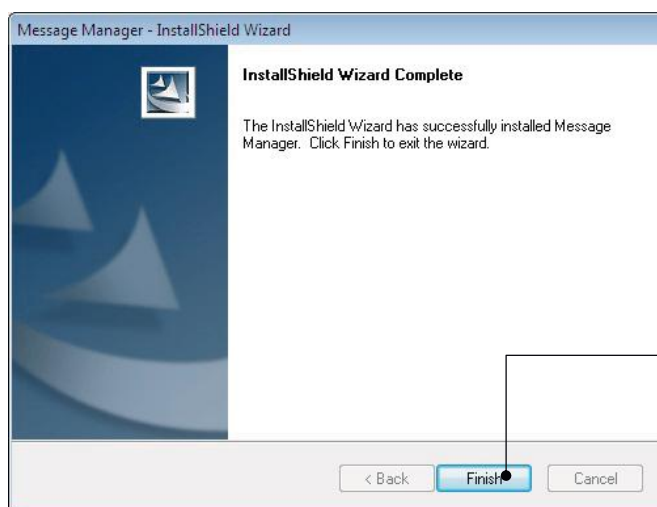 Message Manager - InstallShield Wizard
InstallShield Wizard Complete
The InstallShield Wizard has successfully installed Message
Manager. Click Finish to exit the wizard.
< Back Finish Cancel